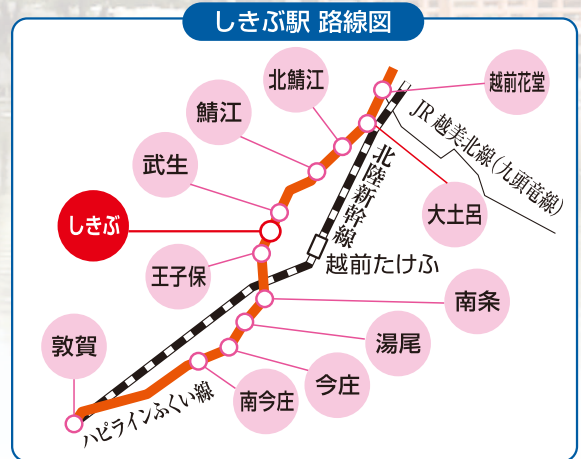 しきぶ駅 路線図
北鯖江
越前花堂
鯖江
JR越美北線(九頭竜線)
武生
北陸新幹線
大土呂
しきぶ
越前たけふ
王子保
南条
湯尾
敦賀
今庄
南今庄
ハピラインふくい線